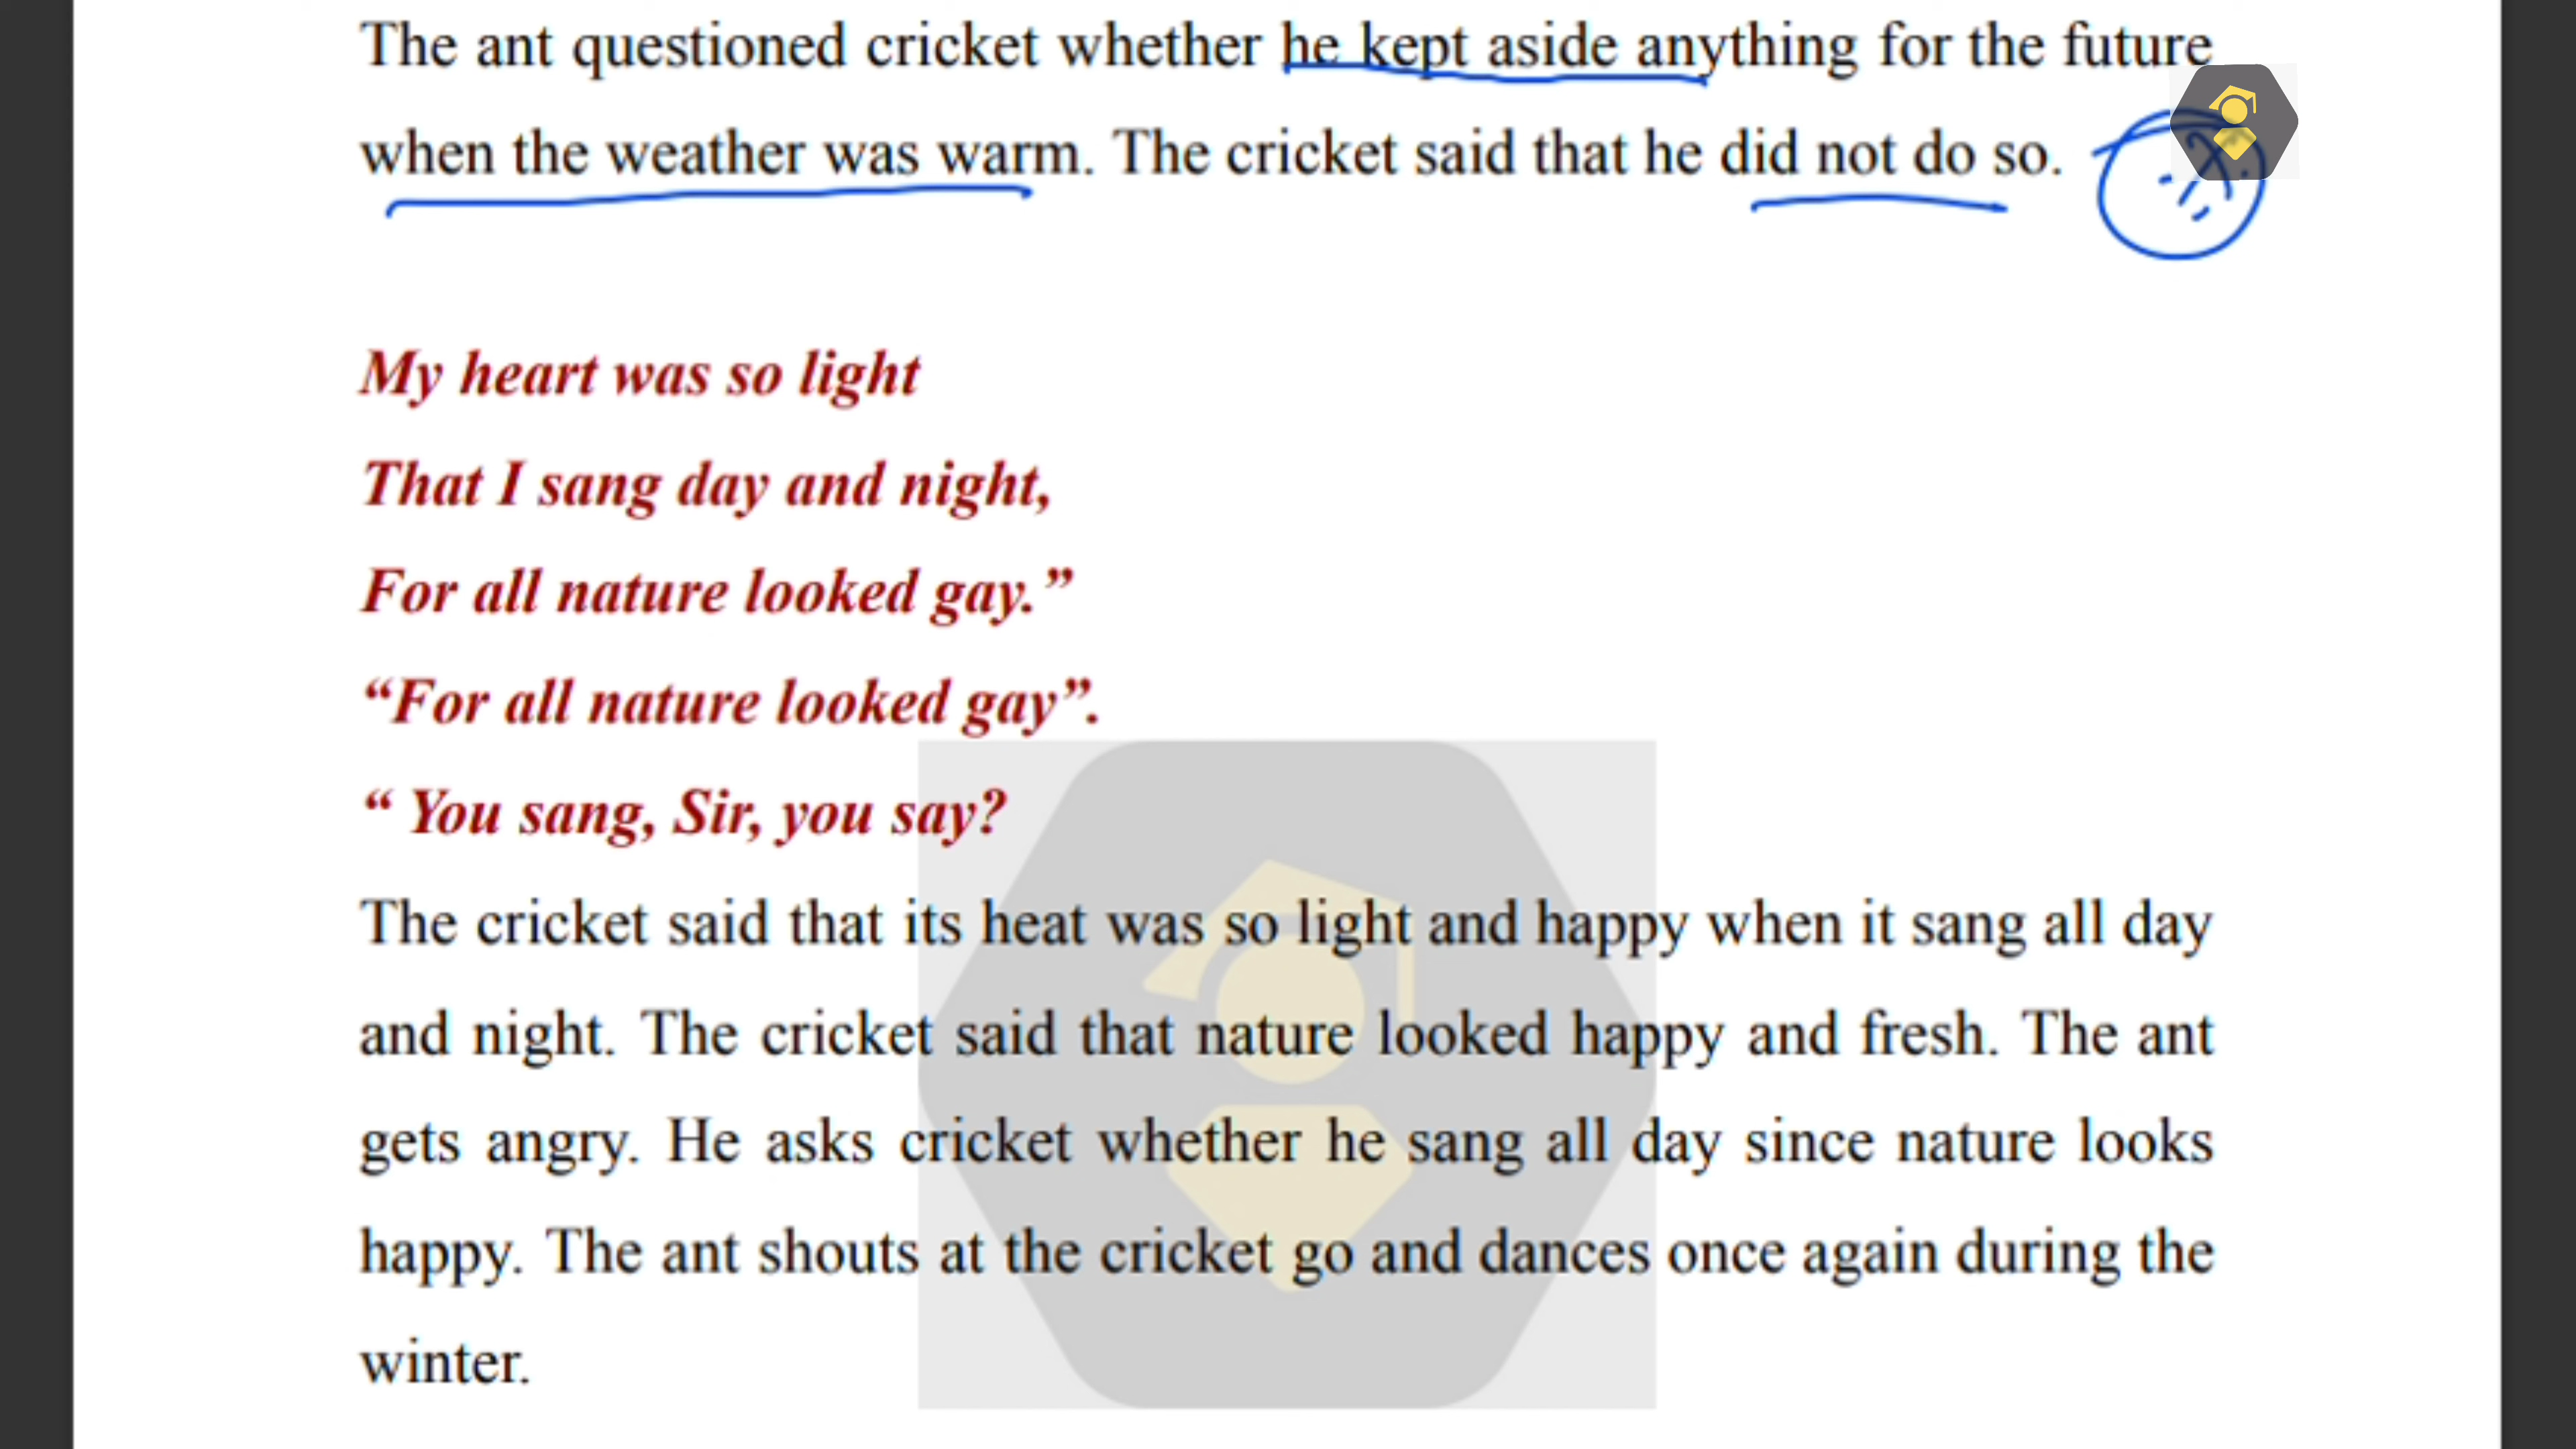 The ant questioned cricket whether he kept aside anything for the future
when the weather was warm. The cricket said that he did not do so.
My heart was so light
That I sang day and night,
For all nature looked gay.”
“For all nature looked gay”.
“ You sang, Sir, you say?
The cricket said that its heat was so light and happy when it sang all day
and night. The cricket said that nature looked happy and fresh. The ant
gets angry. He asks cricket whether he sang all day since nature looks
happy. The ant shouts at the cricket go and dances once again during the
winter.